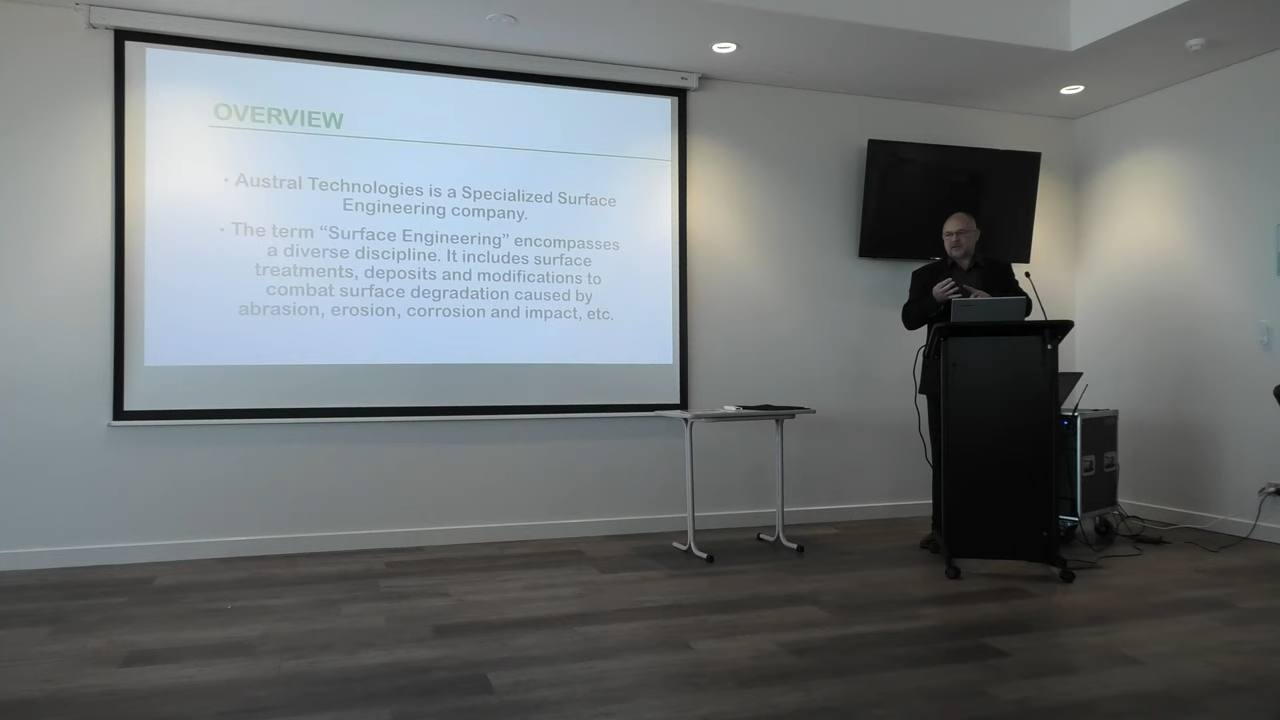 OVERVIEW
• Austral Technologies is a Specialized Surface
Engineering company.
• The term “Surface Engineering” encompasses
a diverse discipline. It includes surface
treatments, deposits and modifications to
combat surface degradation caused by
abrasion, erosion, corrosion and impact, etc.